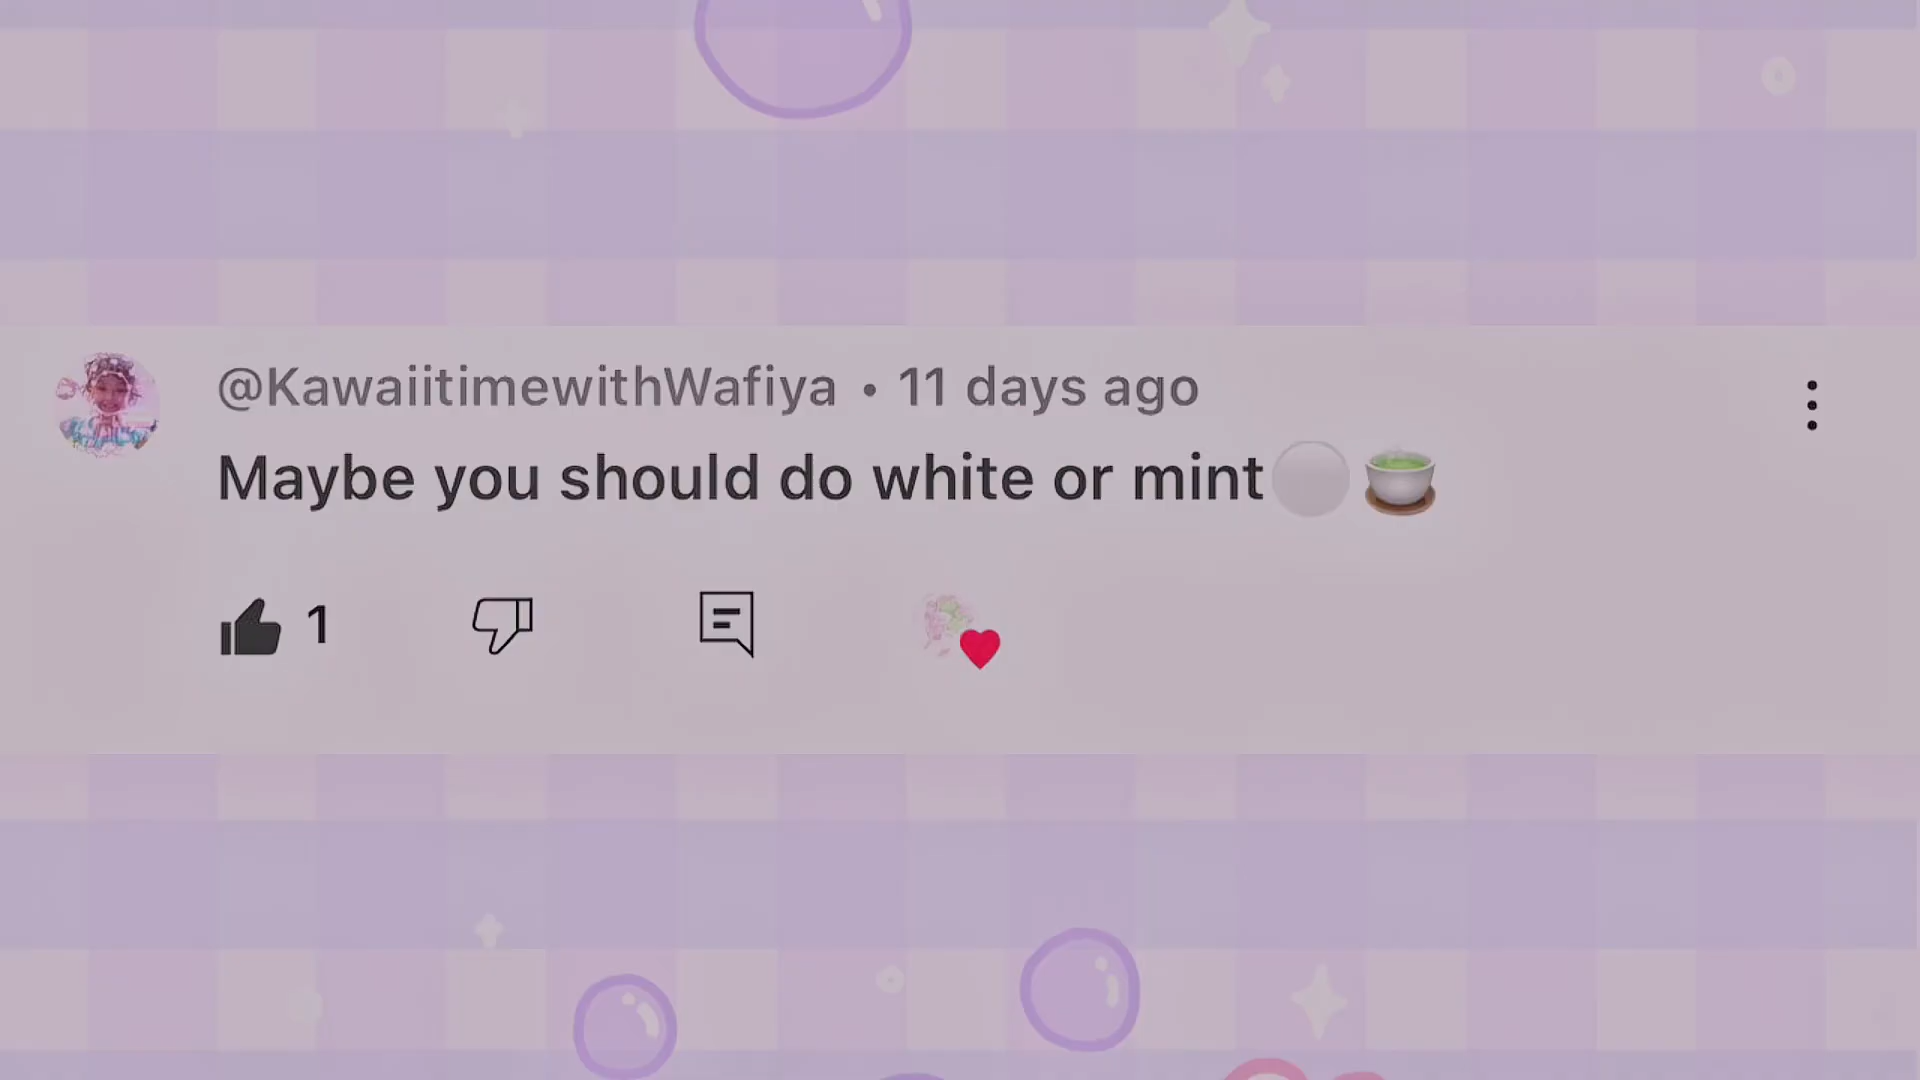 @KawaiitimewithWafiya • 11 days ago
Maybe you should do white or mint⚪🍵
1